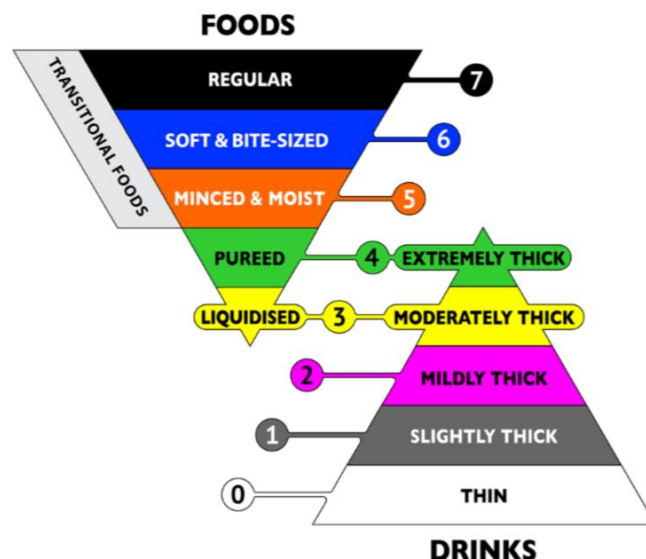 FOODS
TRANSITIONAL FOODS
REGULAR 7
SOFT & BITE-SIZED 6
MINCED & MOIST 5
PUREED 4 EXTREMELY THICK
LIQUIDISED 3 MODERATELY THICK
2 MILDLY THICK
1 SLIGHTLY THICK
0 THIN
DRINKS